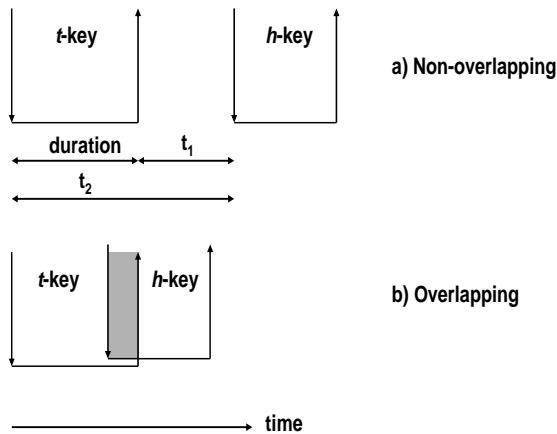 t-key h-key
a) Non-overlapping
duration t₁
t₂
t-key h-key
b) Overlapping
time